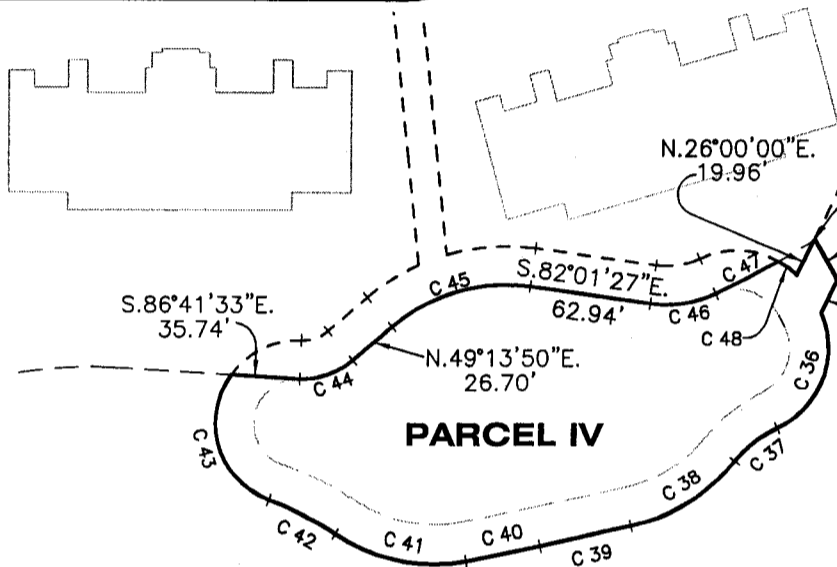 N.26°00'00"E.
19.96'
S.86°41'33"E.
35.74'
C 45
S.82°01'27"E.
62.94'
C 47
C 46
C 48
C 44
N.49°13'50"E.
26.70'
C 36
PARCEL IV
C 43
C 37
C 38
C 42
C 41
C 40
C 39